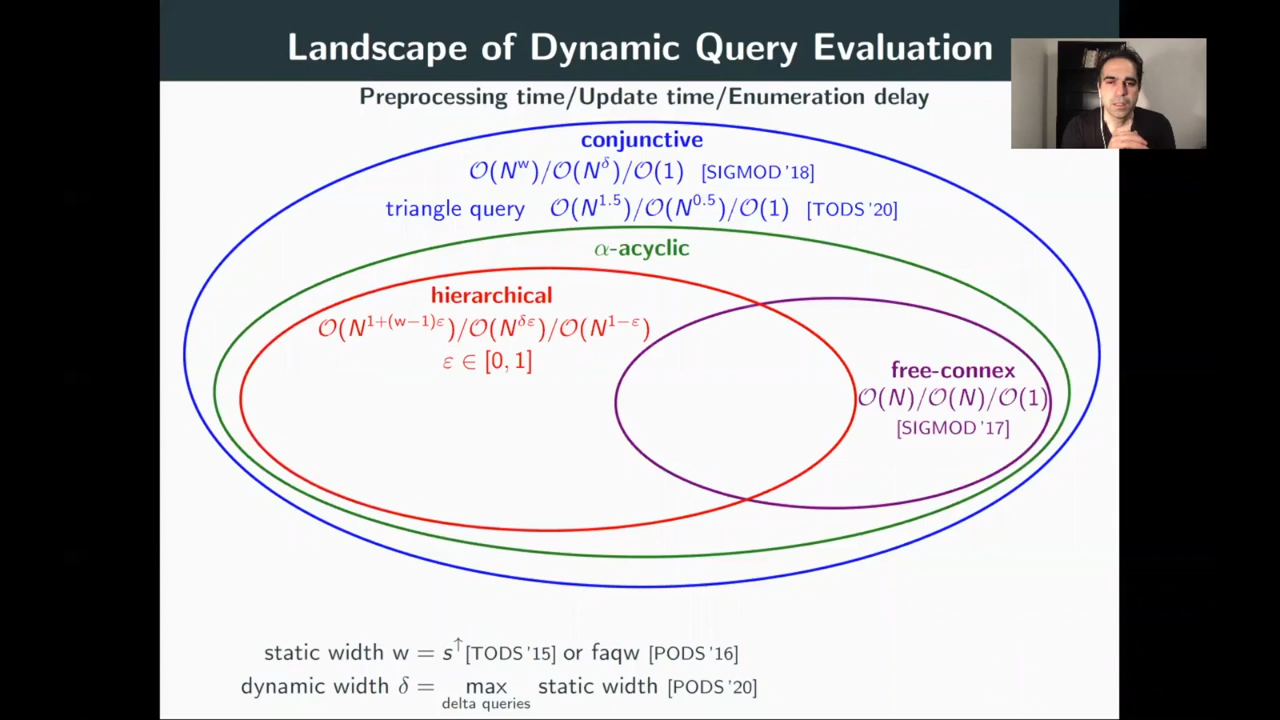 Landscape of Dynamic Query Evaluation
Preprocessing time/Update time/Enumeration delay
conjunctive
𝒪(Nʷ)/𝒪(N^δ)/𝒪(1) [SIGMOD '18]
triangle query 𝒪(N^1.5)/𝒪(N^0.5)/𝒪(1) [TODS '20]
α-acyclic
hierarchical
𝒪(N^{1+(w−1)ε})/𝒪(N^{δε})/𝒪(N^{1−ε})
ε ∈ [0, 1]
free-connex
𝒪(N)/𝒪(N)/𝒪(1)
[SIGMOD '17]
static width w = s^↑ [TODS '15] or faqw [PODS '16]
dynamic width δ = max static width [PODS '20]
delta queries